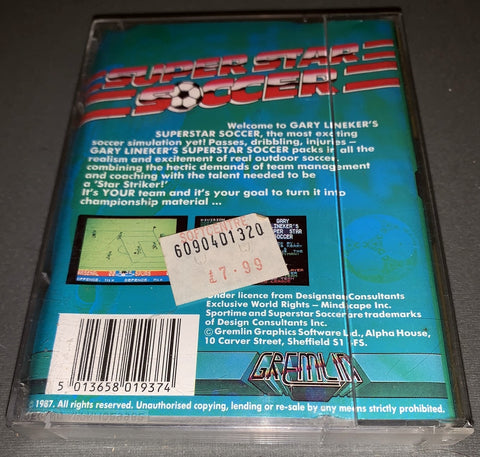 SUPER STAR
SOCCER
Welcome to GARY LINEKER'S
SUPERSTAR SOCCER, the most exciting
soccer simulation yet! Passes, dribbling, injuries –
GARY LINEKER'S SUPERSTAR SOCCER packs in all the
realism and excitement of real outdoor soccer,
combining the hectic demands of team management
and coaching with the talent needed to be
a 'Star Striker!'
It's YOUR team and it's your goal to turn it into
championship material ...
GARY
LINEKER'S
SUPER STAR
SOCCER
SOFTCENTRE
6090401320
£7.99
Under licence from Designstar Consultants
Exclusive World Rights – Mindscape Inc.
Sportime and Superstar Soccer are trademarks
of Design Consultants Inc.
© Gremlin Graphics Software Ltd., Alpha House,
10 Carver Street, Sheffield S1 4FS.
GREMLIN
5 013658 019374
©1987. All rights reserved. Unauthorised copying, lending or re-sale by any means strictly prohibited.